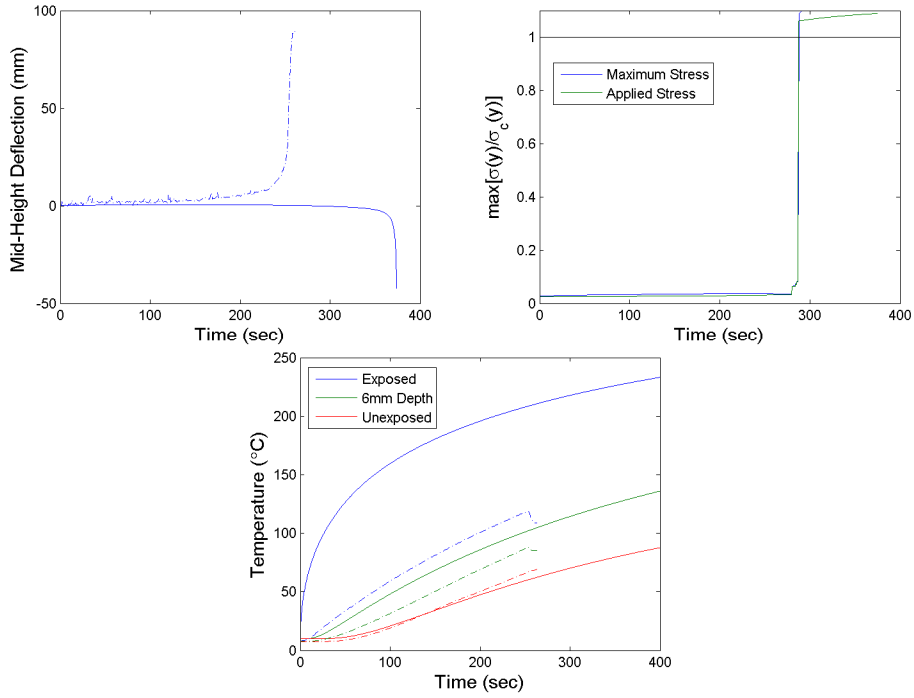 100
50
0
-50
0
100
200
300
400
Mid-Height Deflection (mm)
Time (sec)
1
0.8
0.6
0.4
0.2
0
0
100
200
300
400
max[σ(y)/σc(y)]
Time (sec)
Maximum Stress
Applied Stress
250
200
150
100
50
0
0
100
200
300
400
Temperature (°C)
Time (sec)
Exposed
6mm Depth
Unexposed